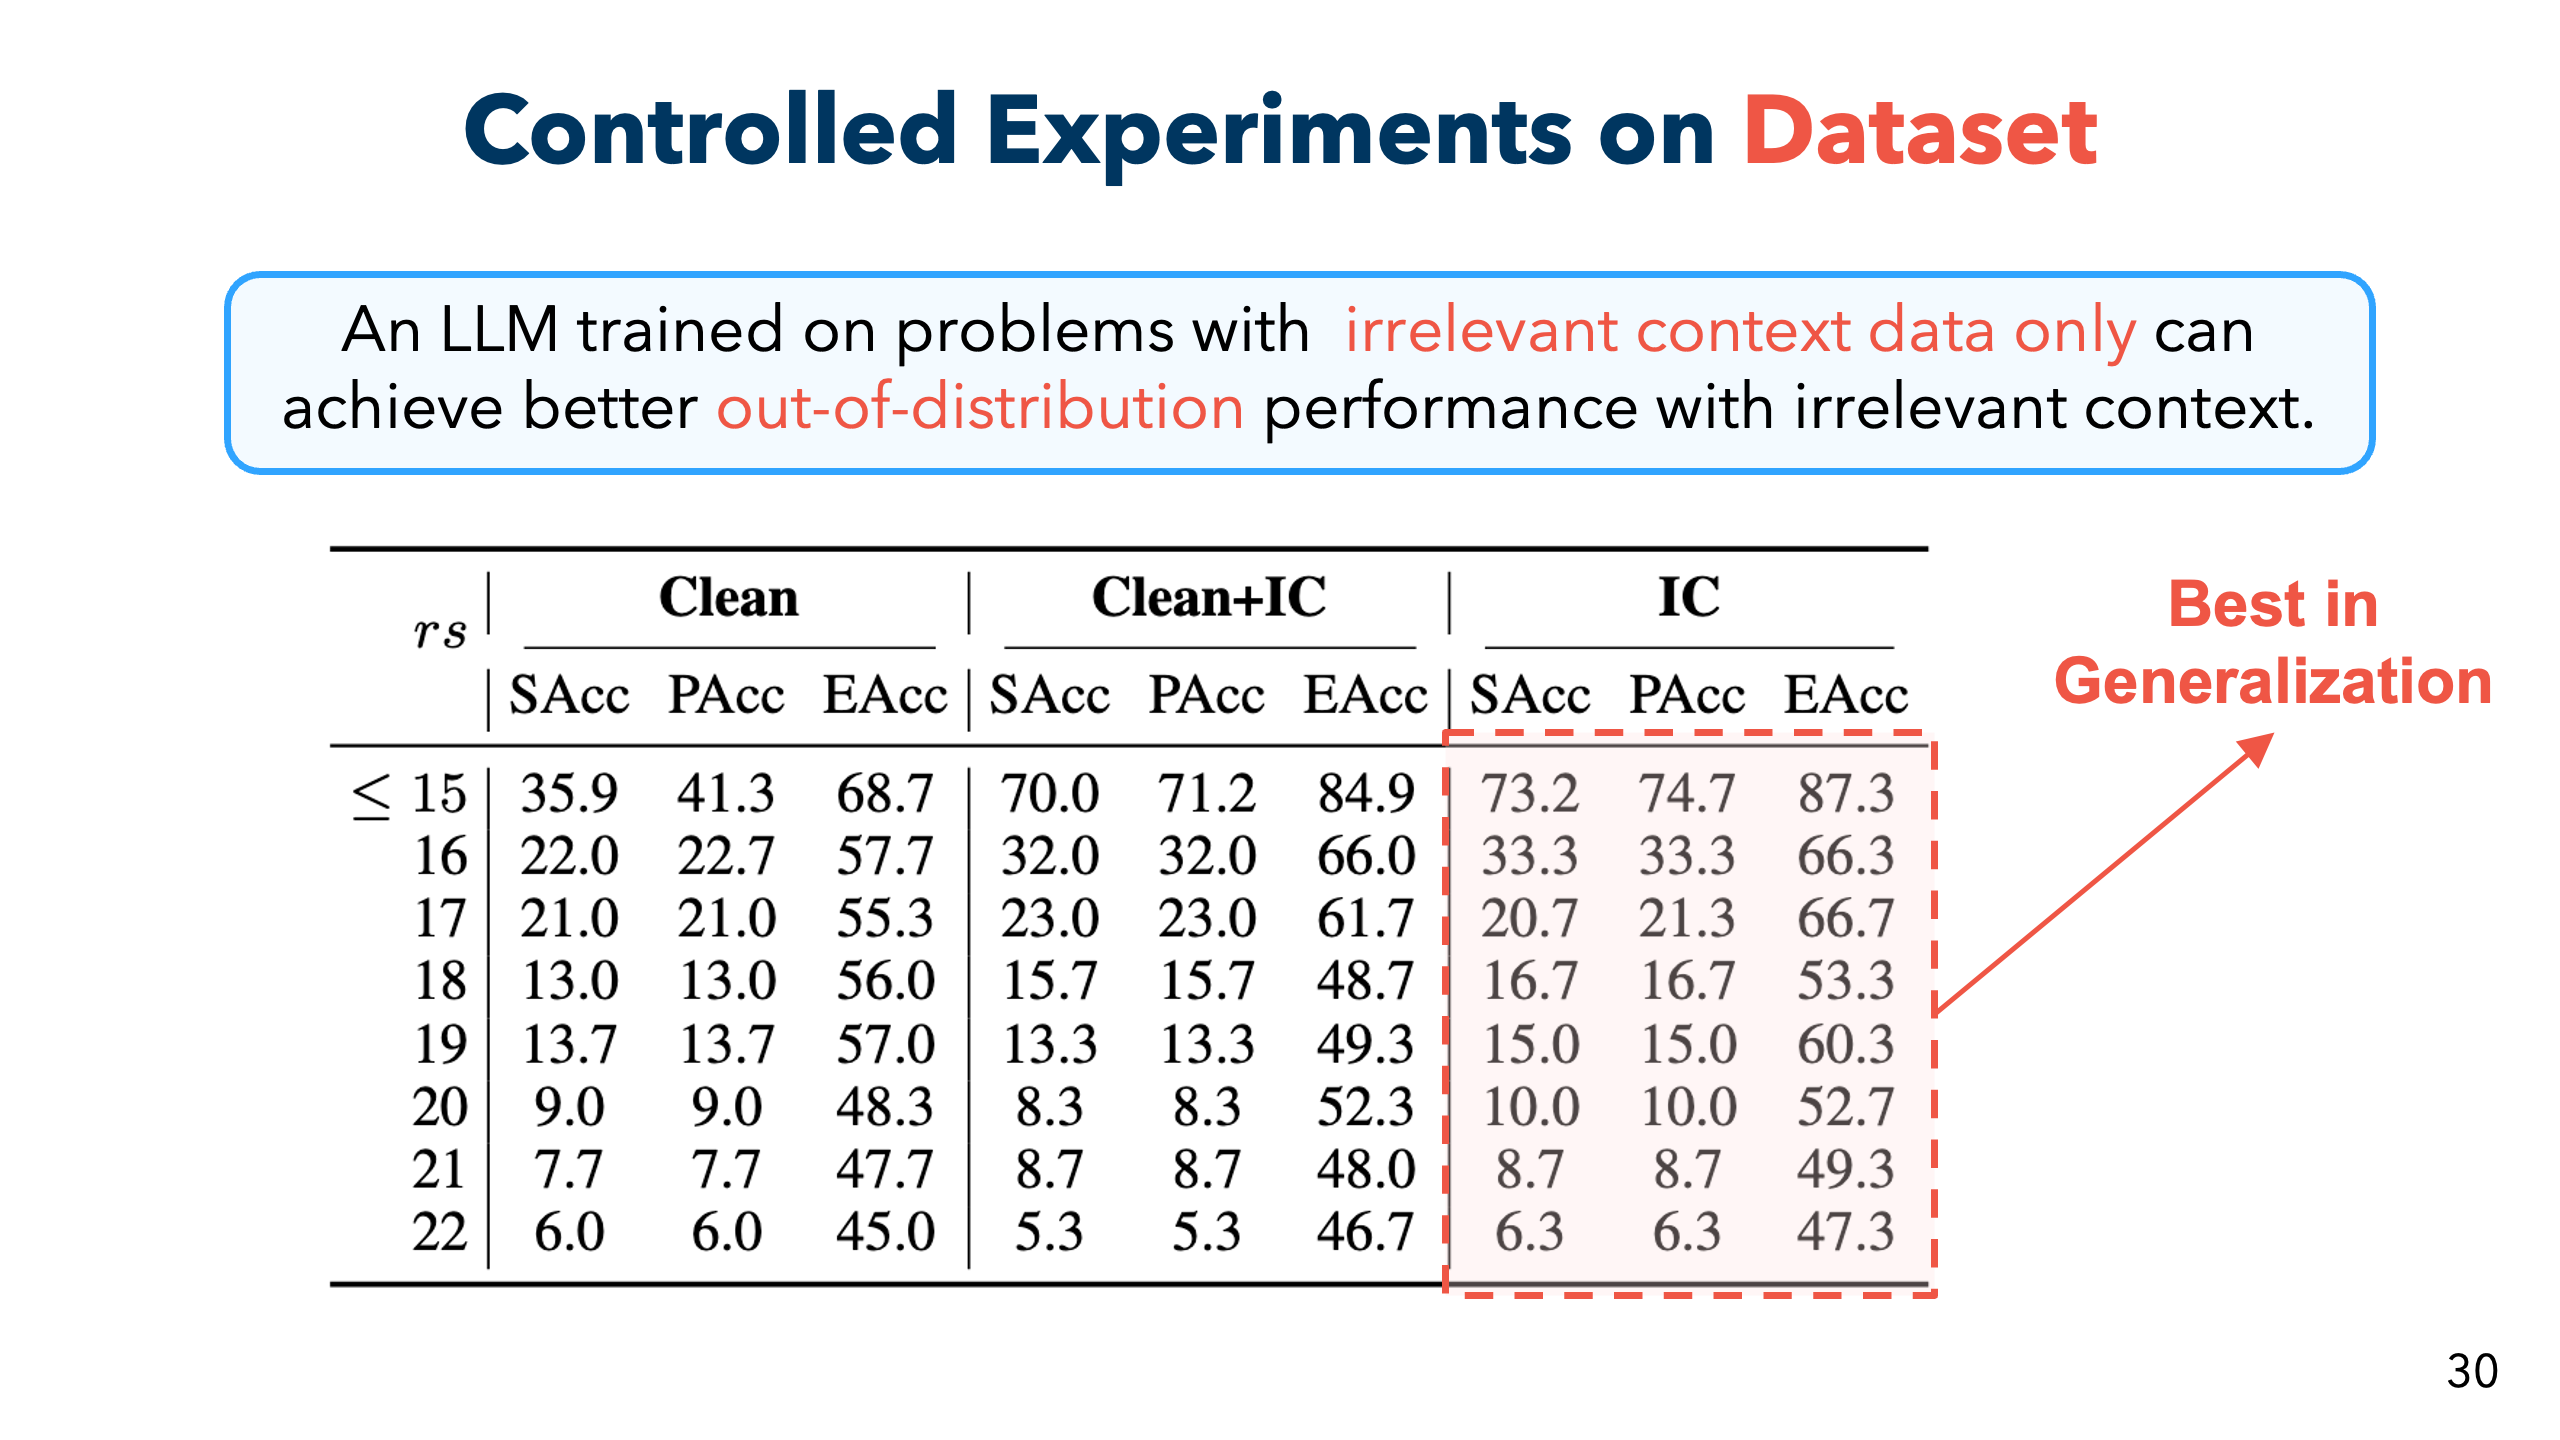 Controlled Experiments on Dataset
An LLM trained on problems with irrelevant context data only can
achieve better out-of-distribution performance with irrelevant context.
rs Clean Clean+IC IC
SAcc PAcc EAcc SAcc PAcc EAcc SAcc PAcc EAcc
≤ 15 35.9 41.3 68.7 70.0 71.2 84.9 73.2 74.7 87.3
16 22.0 22.7 57.7 32.0 32.0 66.0 33.3 33.3 66.3
17 21.0 21.0 55.3 23.0 23.0 61.7 20.7 21.3 66.7
18 13.0 13.0 56.0 15.7 15.7 48.7 16.7 16.7 53.3
19 13.7 13.7 57.0 13.3 13.3 49.3 15.0 15.0 60.3
20 9.0 9.0 48.3 8.3 8.3 52.3 10.0 10.0 52.7
21 7.7 7.7 47.7 8.7 8.7 48.0 8.7 8.7 49.3
22 6.0 6.0 45.0 5.3 5.3 46.7 6.3 6.3 47.3
Best in
Generalization
30